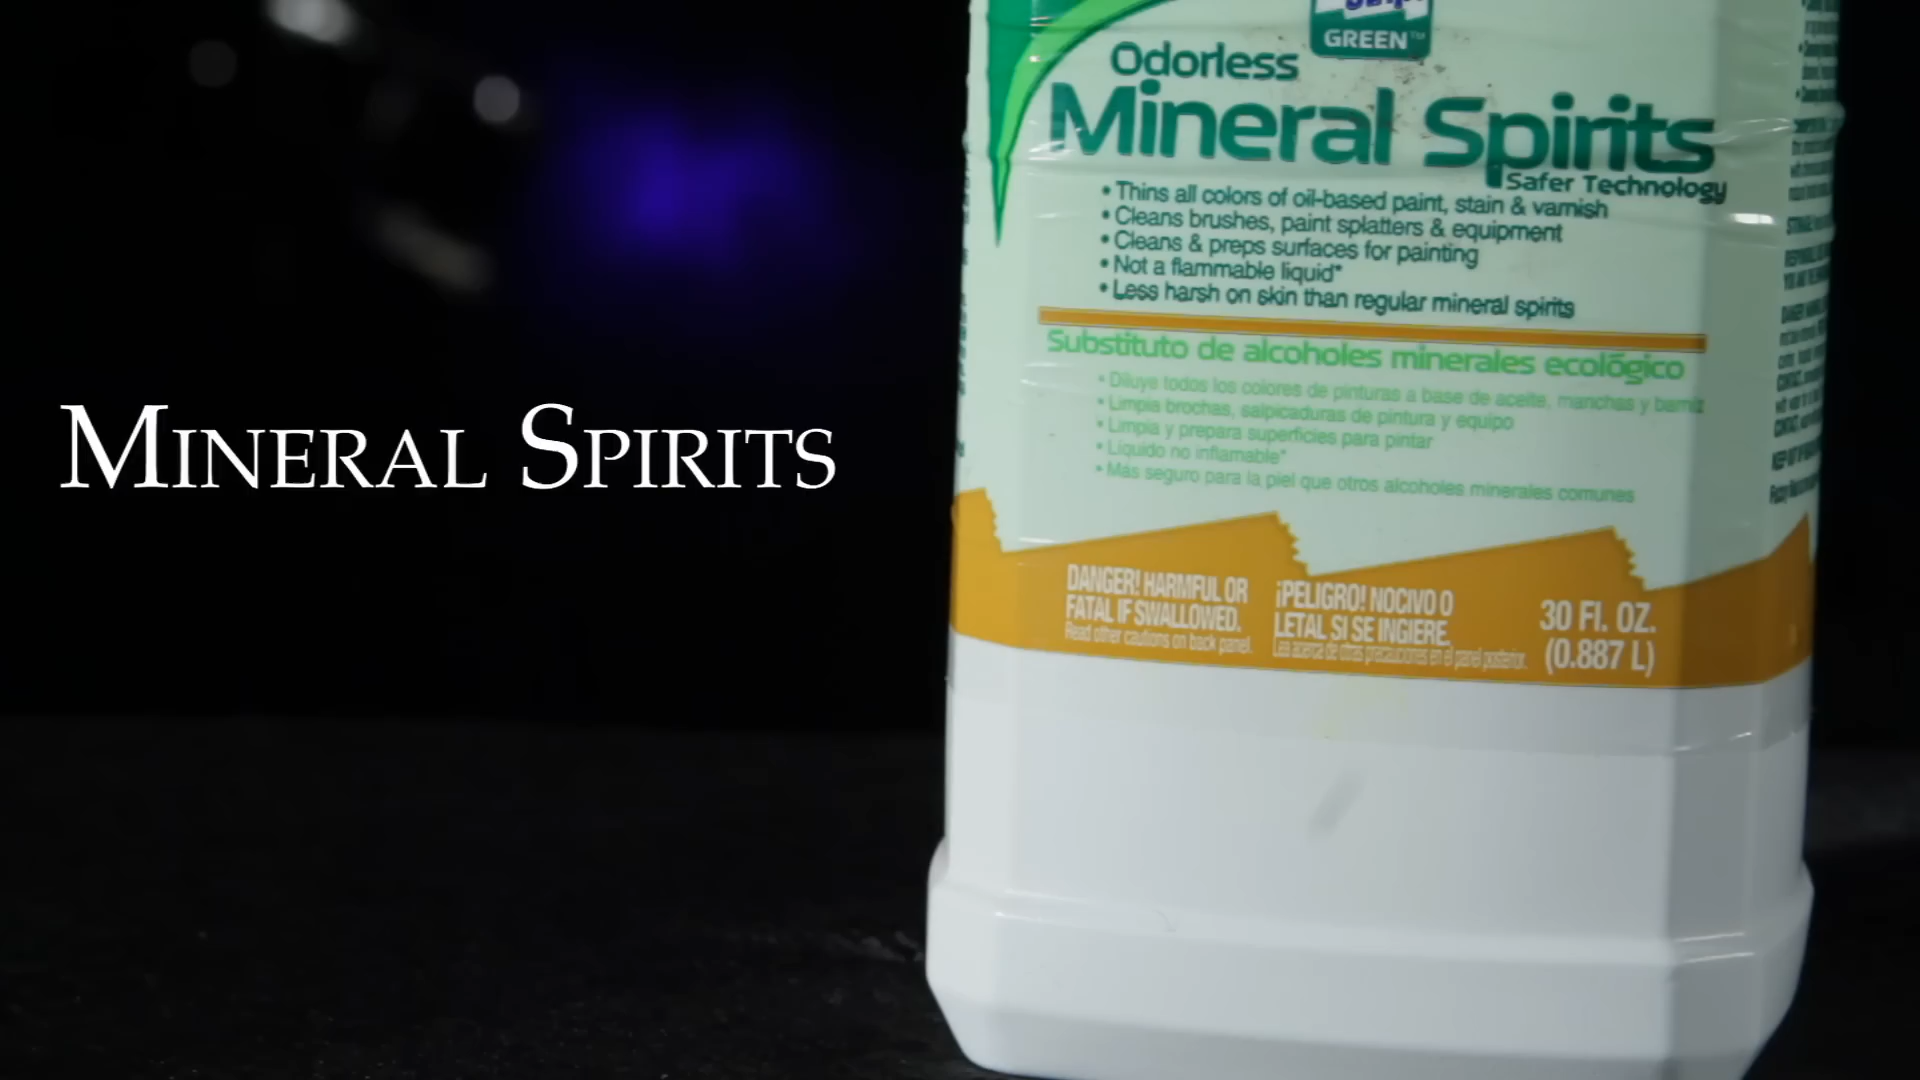 MINERAL SPIRITS
GREEN™
Odorless
Mineral Spirits
Safer Technology
• Thins all colors of oil-based paint, stain & varnish
• Cleans brushes, paint splatters & equipment
• Cleans & preps surfaces for painting
• Not a flammable liquid*
• Less harsh on skin than regular mineral spirits
Substituto de alcoholes minerales ecológico
• Diluye todos los colores de pinturas a base de aceite, manchas y barniz
• Limpia brochas, salpicaduras de pintura y equipo
• Limpia y prepara superficies para pintar
• Líquido no inflamable*
• Más seguro para la piel que otros alcoholes minerales comunes
DANGER! HARMFUL OR
FATAL IF SWALLOWED.
Read other cautions on back panel.
¡PELIGRO! NOCIVO O
LETAL SI SE INGIERE.
Lea acerca de otras precauciones en el panel posterior.
30 Fl. OZ.
(0.887 L)